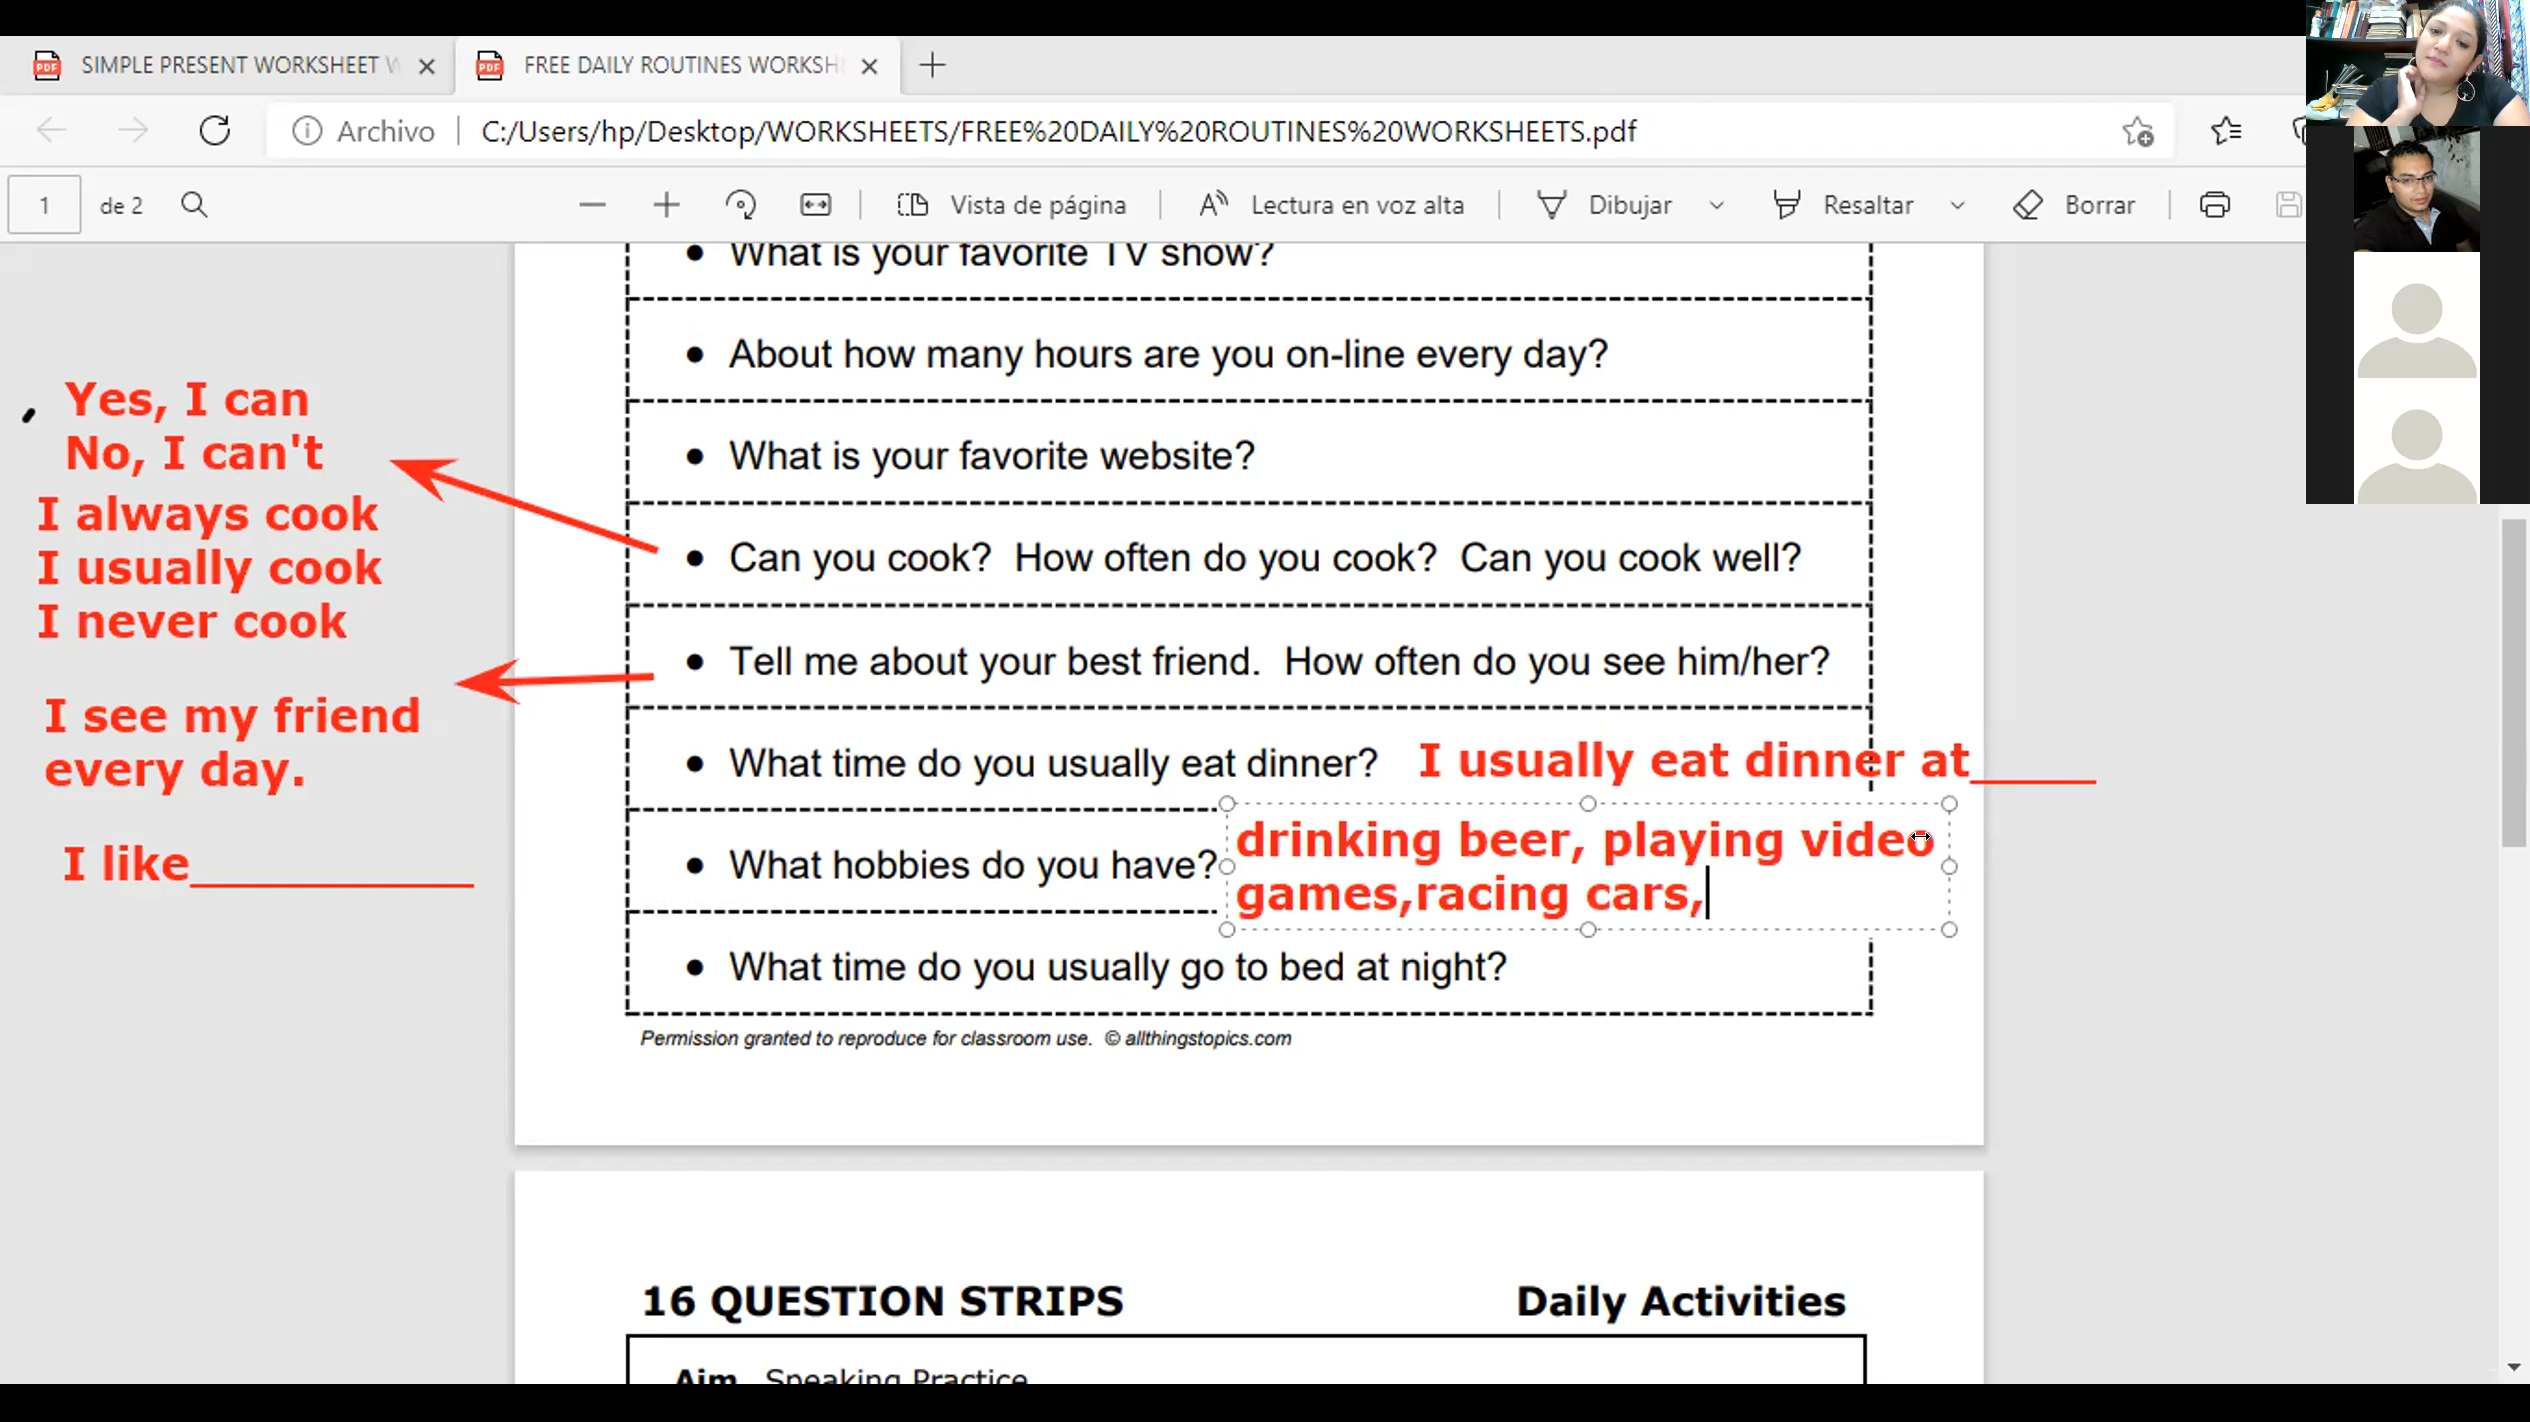 SIMPLE PRESENT WORKSHEET
FREE DAILY ROUTINES WORKSH
Archivo
C:/Users/hp/Desktop/WORKSHEETS/FREE%20DAILY%20ROUTINES%20WORKSHEETS.pdf
1 de 2
Vista de página
Lectura en voz alta
Dibujar
Resaltar
Borrar
• What is your favorite TV show?
• About how many hours are you on-line every day?
Yes, I can
No, I can't
• What is your favorite website?
I always cook
I usually cook
I never cook
• Can you cook? How often do you cook? Can you cook well?
• Tell me about your best friend. How often do you see him/her?
I see my friend
every day.
• What time do you usually eat dinner? I usually eat dinner at_____
I like___________
• What hobbies do you have?
drinking beer, playing video
games,racing cars,
• What time do you usually go to bed at night?
Permission granted to reproduce for classroom use. © allthingstopics.com
16 QUESTION STRIPS
Daily Activities
Aim Speaking Practice